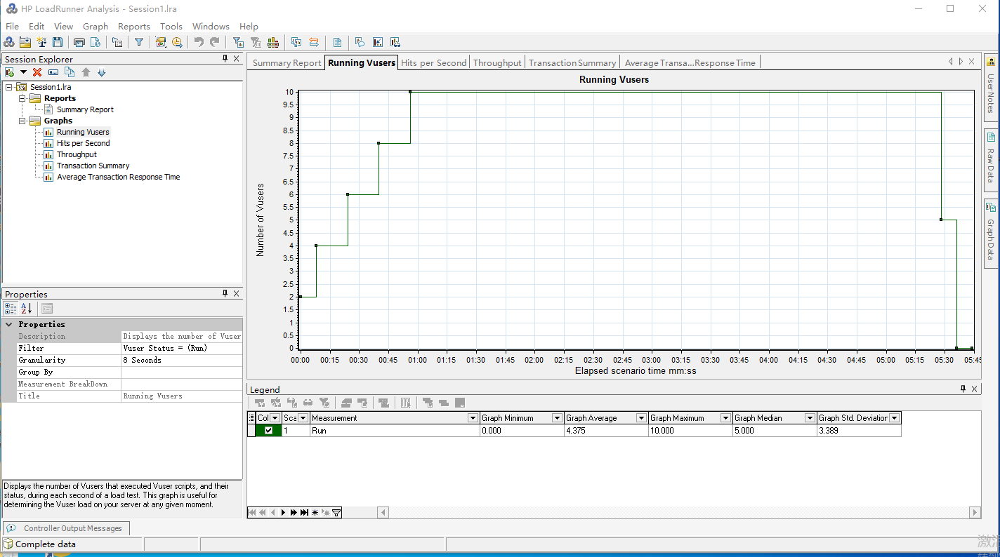 HP LoadRunner Analysis - Session1.lra
File Edit View Graph Reports Tools Windows Help
Session Explorer
Session1.lra
Reports
Summary Report
Graphs
Running Vusers
Hits per Second
Throughput
Transaction Summary
Average Transaction Response Time
Properties
Properties
Description Displays the number of Vuser
Filter Vuser Status = (Run)
Granularity 8 Seconds
Group By
Measurement BreakDown
Title Running Vusers
Displays the number of Vusers that executed Vuser scripts, and their
status, during each second of a load test. This graph is useful for
determining the Vuser load on your server at any given moment.
Summary Report Running Vusers Hits per Second Throughput Transaction Summary Average Transa...Response Time
Running Vusers
Number of Vusers
10
9.5
9
8.5
8
7.5
7
6.5
6
5.5
5
4.5
4
3.5
3
2.5
2
1.5
1
0.5
0
00:00 00:15 00:30 00:45 01:00 01:15 01:30 01:45 02:00 02:15 02:30 02:45 03:00 03:15 03:30 03:45 04:00 04:15 04:30 04:45 05:00 05:15 05:30 05:45
Elapsed scenario time mm:ss
Legend
Col Sca Measurement Graph Minimum Graph Average Graph Maximum Graph Median Graph Std. Deviation
1 Run 0.000 4.375 10.000 5.000 3.389
User Notes
Raw Data
Graph Data
Controller Output Messages
Complete data
激活